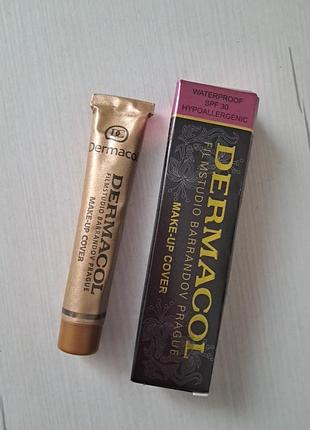 DC
Dermacol
DERMACOL
FILMSTUDIO BARRANDOV PRAGUE
MAKE-UP COVER
WATERPROOF
SPF 30
HYPOALLERGENIC
DERMACOL
FILMSTUDIO BARRANDOV PRAGUE
MAKE-UP COVER